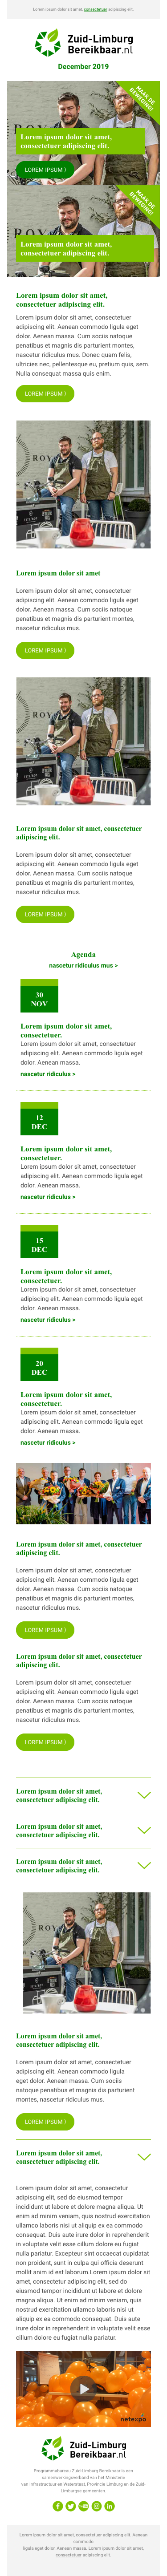 Lorem ipsum dolor sit amet, consectetuer adipiscing elit
Zuid-Limburg
Bereikbaar.nl
December 2019
MAAK DE
BEWEGING!
Lorem ipsum dolor sit amet,
consectetuer adipiscing elit.
LOREM IPSUM
MAAK DE
BEWEGING!
Lorem ipsum dolor sit amet,
consectetuer adipiscing elit.
Lorem ipsum dolor sit amet,
consectetuer adipiscing elit.
Lorem ipsum dolor sit amet, consectetuer
adipiscing elit. Aenean commodo ligula eget
dolor. Aenean massa. Cum sociis natoque
penatibus et magnis dis parturient montes,
nascetur ridiculus mus. Donec quam felis,
ultricies nec, pellentesque eu, pretium quis, sem.
Nulla consequat massa quis enim.
LOREM IPSUM
Lorem ipsum dolor sit amet
Lorem ipsum dolor sit amet, consectetuer
adipiscing elit. Aenean commodo ligula eget
dolor. Aenean massa. Cum sociis natoque
penatibus et magnis dis parturient montes,
nascetur ridiculus mus.
LOREM IPSUM
Lorem ipsum dolor sit amet, consectetuer
adipiscing elit.
Lorem ipsum dolor sit amet, consectetuer
adipiscing elit. Aenean commodo ligula eget
dolor. Aenean massa. Cum sociis natoque
penatibus et magnis dis parturient montes,
nascetur ridiculus mus.
LOREM IPSUM
Agenda
nascetur ridiculus mus >
30
NOV
Lorem ipsum dolor sit amet,
consectetuer.
Lorem ipsum dolor sit amet, consectetuer
adipiscing elit. Aenean commodo ligula eget
dolor. Aenean massa.
nascetur ridiculus >
12
DEC
Lorem ipsum dolor sit amet,
consectetuer.
Lorem ipsum dolor sit amet, consectetuer
adipiscing elit. Aenean commodo ligula eget
dolor. Aenean massa.
nascetur ridiculus >
15
DEC
Lorem ipsum dolor sit amet,
consectetuer.
Lorem ipsum dolor sit amet, consectetuer
adipiscing elit. Aenean commodo ligula eget
dolor. Aenean massa.
nascetur ridiculus >
20
DEC
Lorem ipsum dolor sit amet,
consectetuer.
Lorem ipsum dolor sit amet, consectetuer
adipiscing elit. Aenean commodo ligula eget
dolor. Aenean massa.
nascetur ridiculus >
Lorem ipsum dolor sit amet, consectetuer
adipiscing elit.
Lorem ipsum dolor sit amet, consectetuer
adipiscing elit. Aenean commodo ligula eget
dolor. Aenean massa. Cum sociis natoque
penatibus et magnis dis parturient montes,
nascetur ridiculus mus.
LOREM IPSUM
Lorem ipsum dolor sit amet, consectetuer
adipiscing elit.
Lorem ipsum dolor sit amet, consectetuer
adipiscing elit. Aenean commodo ligula eget
dolor. Aenean massa. Cum sociis natoque
penatibus et magnis dis parturient montes,
nascetur ridiculus mus.
LOREM IPSUM
Lorem ipsum dolor sit amet,
consectetuer adipiscing elit.
Lorem ipsum dolor sit amet,
consectetuer adipiscing elit.
Lorem ipsum dolor sit amet,
consectetuer adipiscing elit.
Lorem ipsum dolor sit amet,
consectetuer adipiscing elit.
Lorem ipsum dolor sit amet, consectetuer
adipiscing elit. Aenean commodo ligula
eget dolor. Aenean massa. Cum sociis
natoque penatibus et magnis dis parturient
montes, nascetur ridiculus mus.
LOREM IPSUM
Lorem ipsum dolor sit amet,
consectetuer adipiscing elit.
Lorem ipsum dolor sit amet, consectetur
adipiscing elit, sed do eiusmod tempor
incididunt ut labore et dolore magna aliqua. Ut
enim ad minim veniam, quis nostrud exercitation
ullamco laboris nisi ut aliquip ex ea commodo
consequat. Duis aute irure dolor in reprehenderit
in voluptate velit esse cillum dolore eu fugiat
nulla pariatur. Excepteur sint occaecat cupidatat
non proident, sunt in culpa qui officia deserunt
mollit anim id est laborum.Lorem ipsum dolor sit
amet, consectetur adipiscing elit, sed do
eiusmod tempor incididunt ut labore et dolore
magna aliqua. Ut enim ad minim veniam, quis
nostrud exercitation ullamco laboris nisi ut
aliquip ex ea commodo consequat. Duis aute
irure dolor in reprehenderit in voluptate velit esse
cillum dolore eu fugiat nulla pariatur.
netexpo
Zuid-Limburg
Bereikbaar.nl
Programmabureau Zuid-Limburg Bereikbaar is een
samenwerkingsverband van het Ministerie
van Infrastructuur en Waterstaat, Provincie Limburg en de Zuid-
Limburgse gemeenten.
Lorem ipsum dolor sit amet, consectetuer adipiscing elit. Aenean
commodo
ligula eget dolor. Aenean massa. Lorem ipsum dolor sit amet,
consectetuer adipiscing elit.